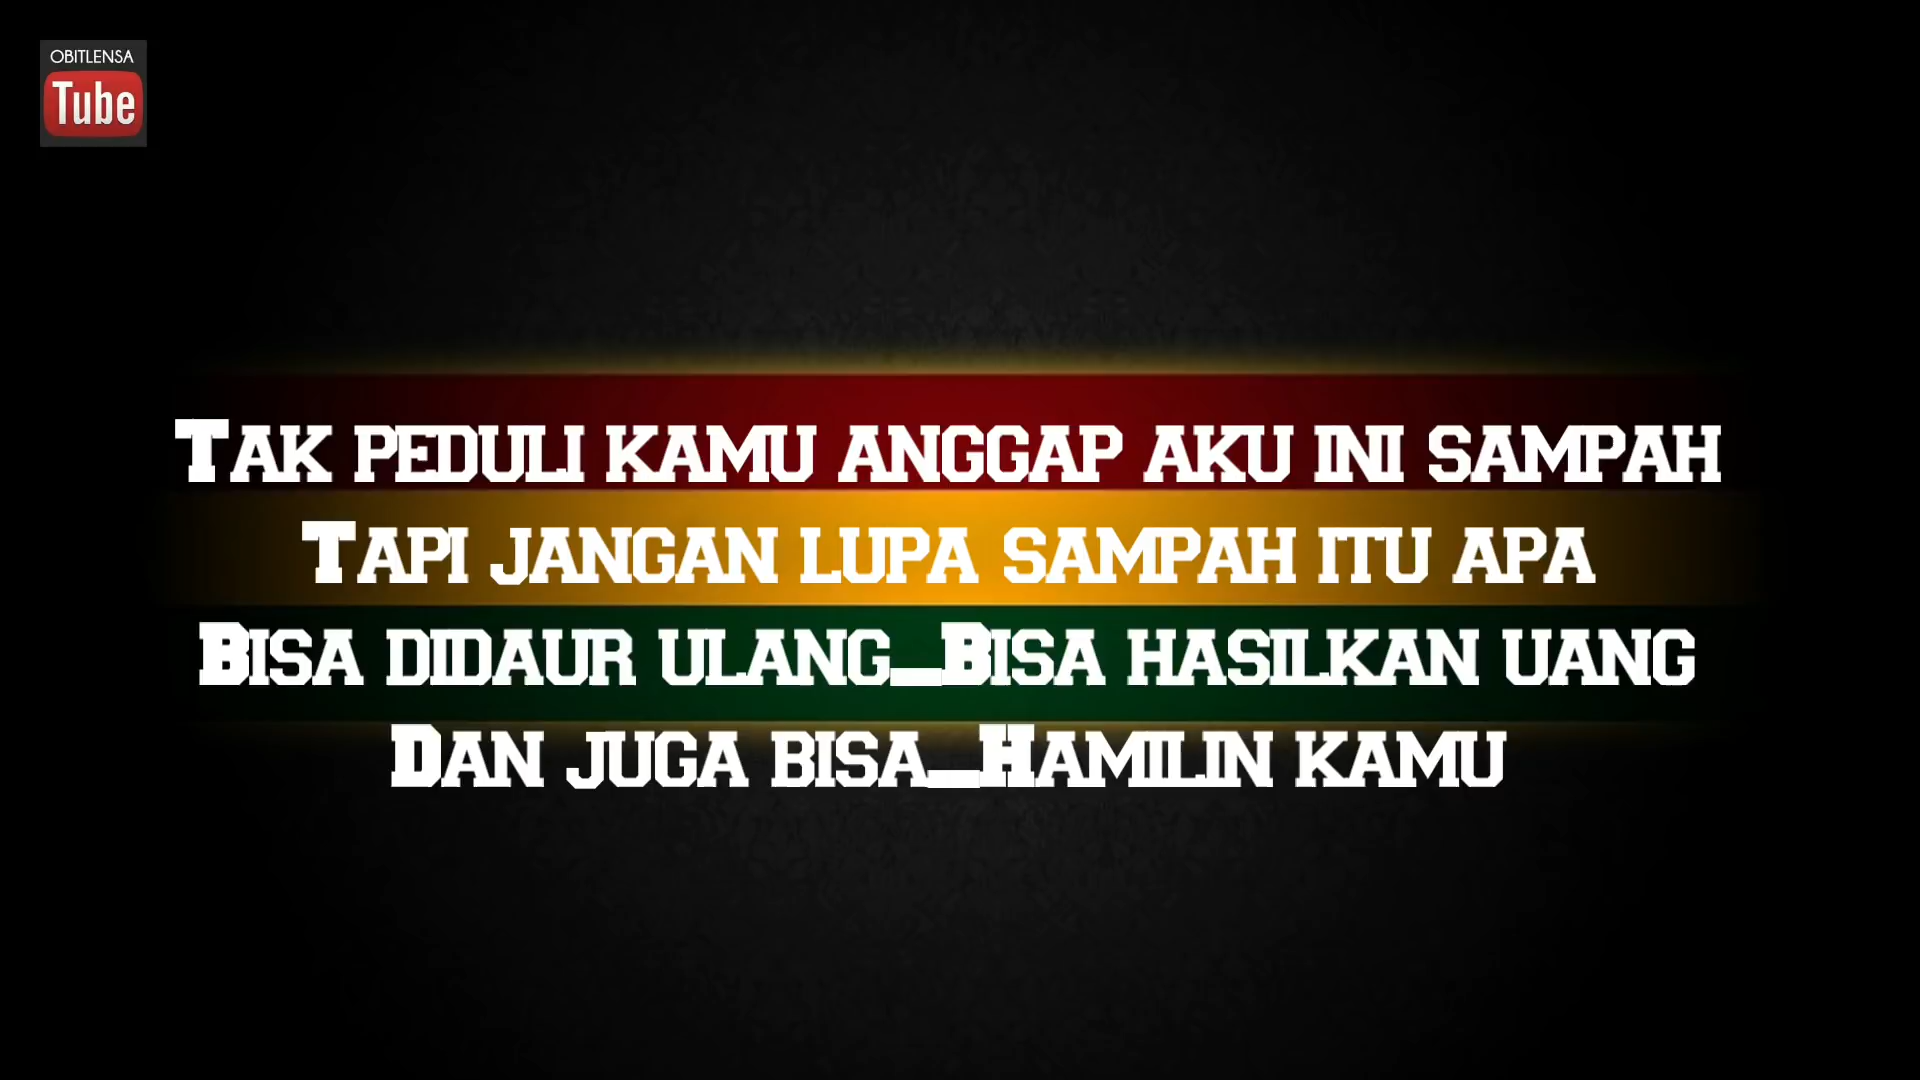 OBITLENSA
Tube
Tak peduli kamu anggap aku ini sampah
Tapi jangan lupa sampah itu apa
Bisa didaur ulang_Bisa hasilkan uang
Dan juga bisa_Hamilin kamu